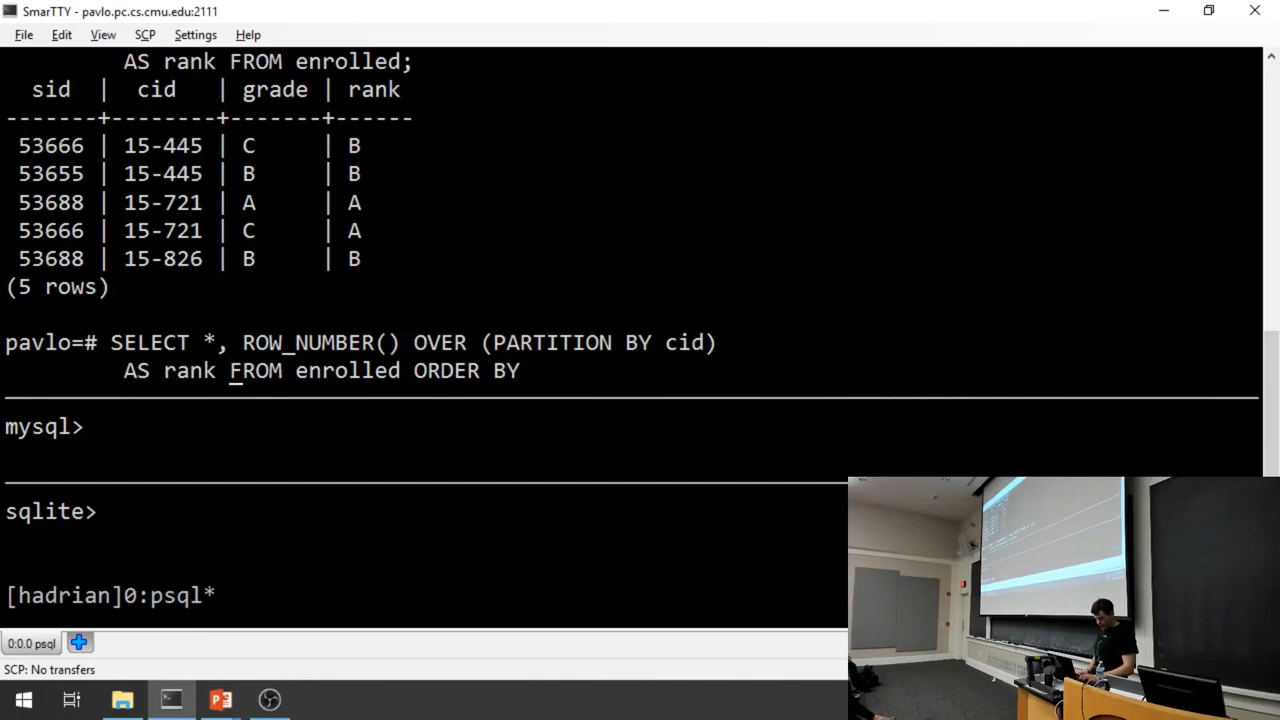 SmarTTY - pavlo.pc.cs.cmu.edu:2111
File Edit View SCP Settings Help
AS rank FROM enrolled;
sid | cid | grade | rank
-------+--------+-------+------
53666 | 15-445 | C | B
53655 | 15-445 | B | B
53688 | 15-721 | A | A
53666 | 15-721 | C | A
53688 | 15-826 | B | B
(5 rows)
pavlo=# SELECT *, ROW_NUMBER() OVER (PARTITION BY cid)
AS rank FROM enrolled ORDER BY
mysql>
sqlite>
[hadrian]0:psql*
0:0.0 psql
SCP: No transfers